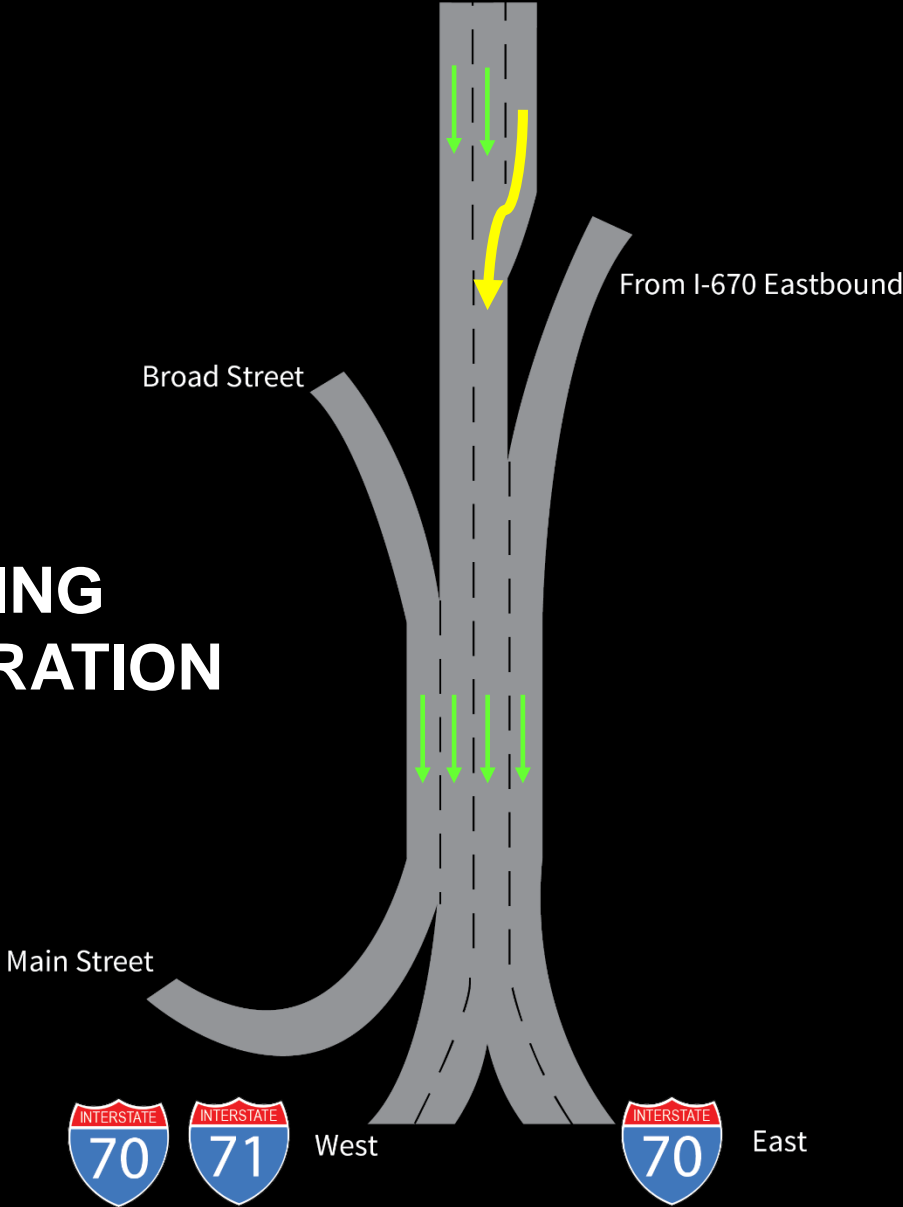 From I-670 Eastbound
Broad Street
ING
RATION
Main Street
INTERSTATE
70
INTERSTATE
71
West
INTERSTATE
70
East